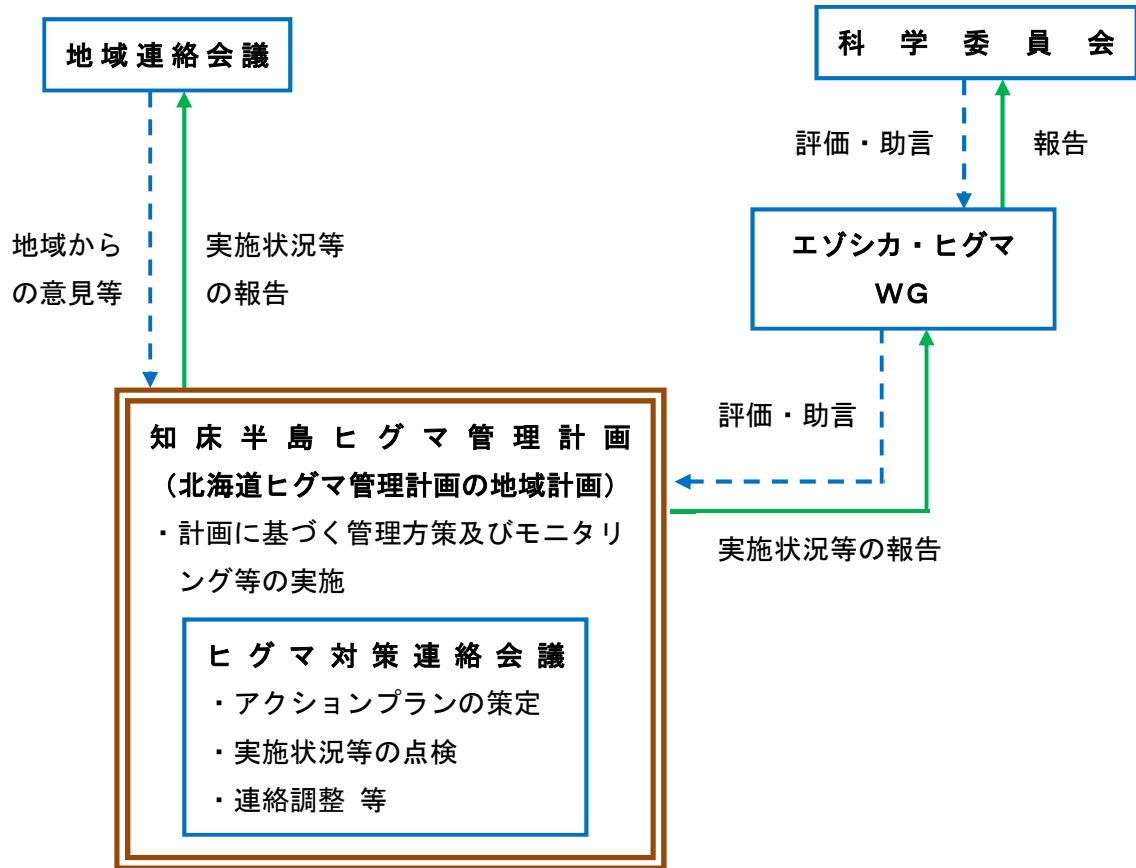 地域連絡会議
科学委員会
評価・助言
報告
地域から
の意見等
実施状況等
の報告
エゾシカ・ヒグマ
WG
評価・助言
実施状況等の報告
知床半島ヒグマ管理計画
（北海道ヒグマ管理計画の地域計画）
・計画に基づく管理方策及びモニタリ
ング等の実施
ヒグマ対策連絡会議
・アクションプランの策定
・実施状況等の点検
・連絡調整 等